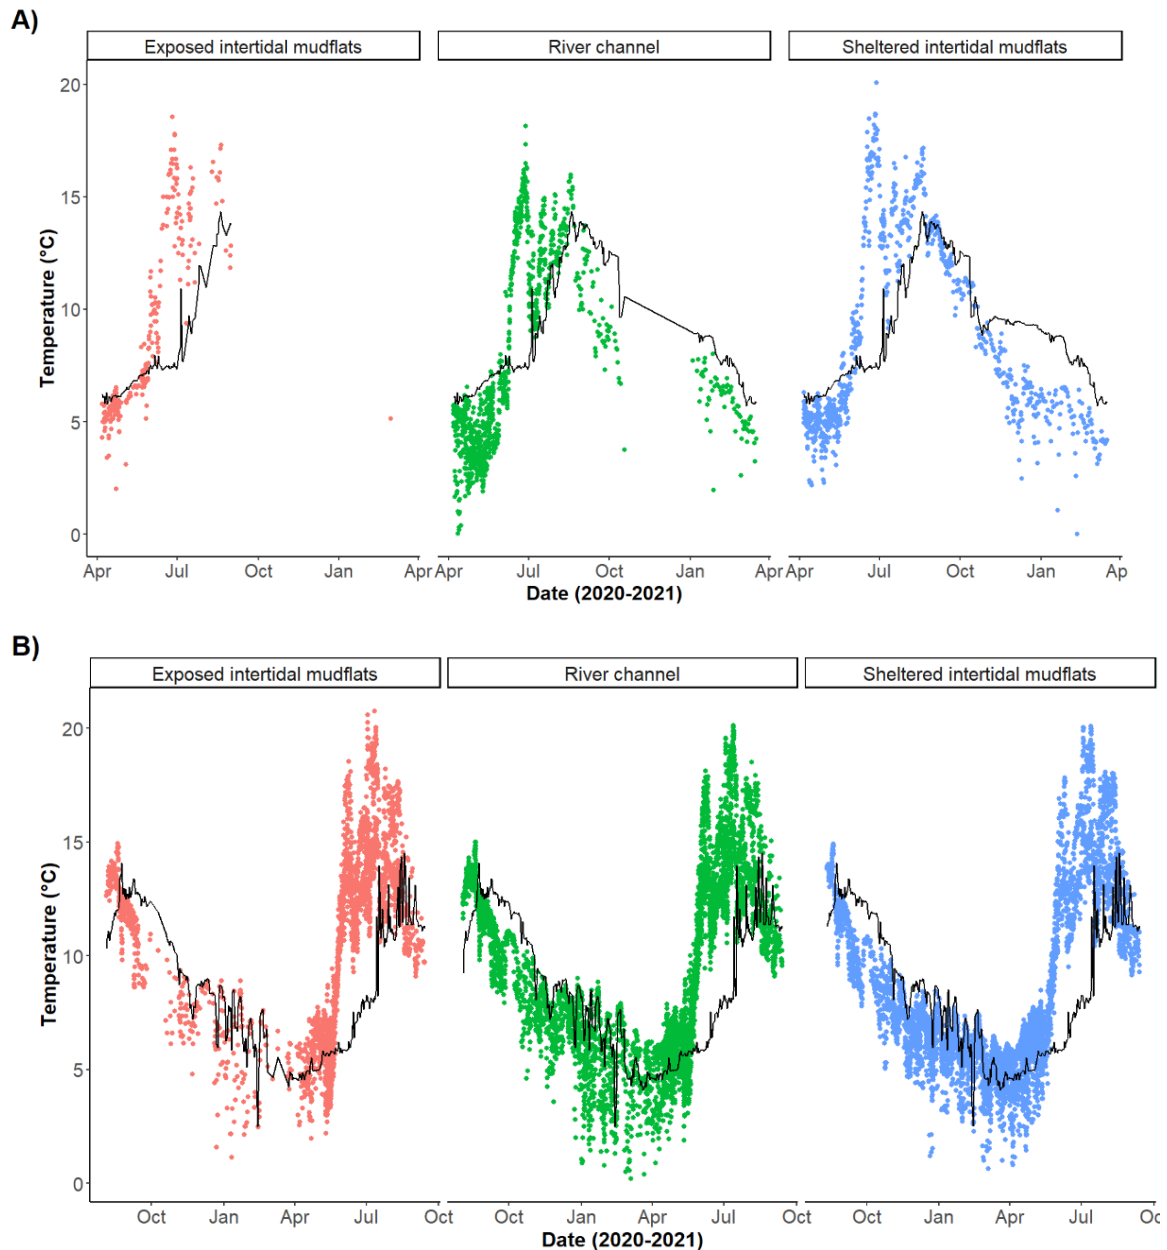 A)
Exposed intertidal mudflats River channel Sheltered intertidal mudflats
20
15
10
5
0
Temperature (°C)
Apr Jul Oct Jan Apr Apr Jul Oct Jan Apr Apr Jul Oct Jan Ap
Date (2020-2021)
B)
Exposed intertidal mudflats River channel Sheltered intertidal mudflats
20
15
10
5
0
Temperature (°C)
Oct Jan Apr Jul Oct Oct Jan Apr Jul Oct Oct Jan Apr Jul Oc
Date (2020-2021)